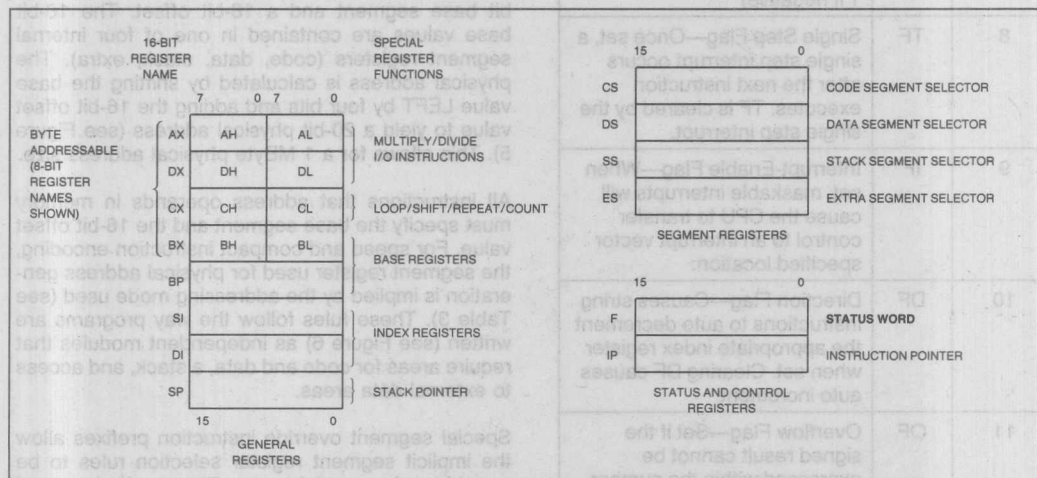 16-BIT
REGISTER
NAME
SPECIAL
REGISTER
FUNCTIONS
7 0 7 0
BYTE
ADDRESSABLE
(8-BIT
REGISTER
NAMES
SHOWN)
AX AH AL
DX DH DL
MULTIPLY/DIVIDE
I/O INSTRUCTIONS
CX CH CL
LOOP/SHIFT/REPEAT/COUNT
BX BH BL
BP
BASE REGISTERS
SI
DI
INDEX REGISTERS
SP
STACK POINTER
15 0
GENERAL
REGISTERS
15 0
CS CODE SEGMENT SELECTOR
DS DATA SEGMENT SELECTOR
SS STACK SEGMENT SELECTOR
ES EXTRA SEGMENT SELECTOR
SEGMENT REGISTERS
15 0
F STATUS WORD
IP INSTRUCTION POINTER
STATUS AND CONTROL
REGISTERS